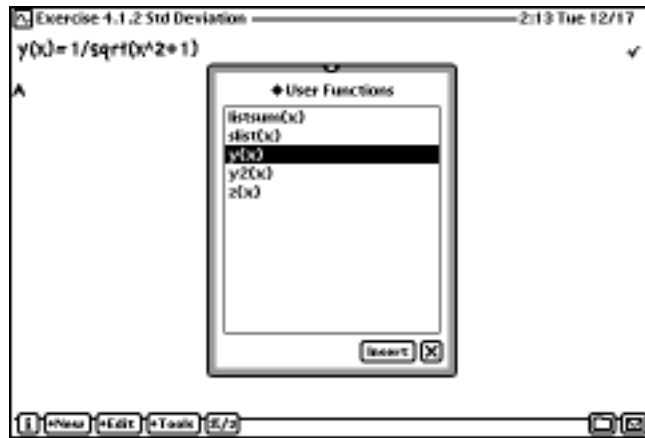 Exercise 4.1.2 Std Deviation
2:13 Tue 12/17
y(x)=1/sqrt(x^2+1)
A
User Functions
listsum(x)
slist(x)
y(x)
y2(x)
z(x)
Insert X
i New Edit Tools